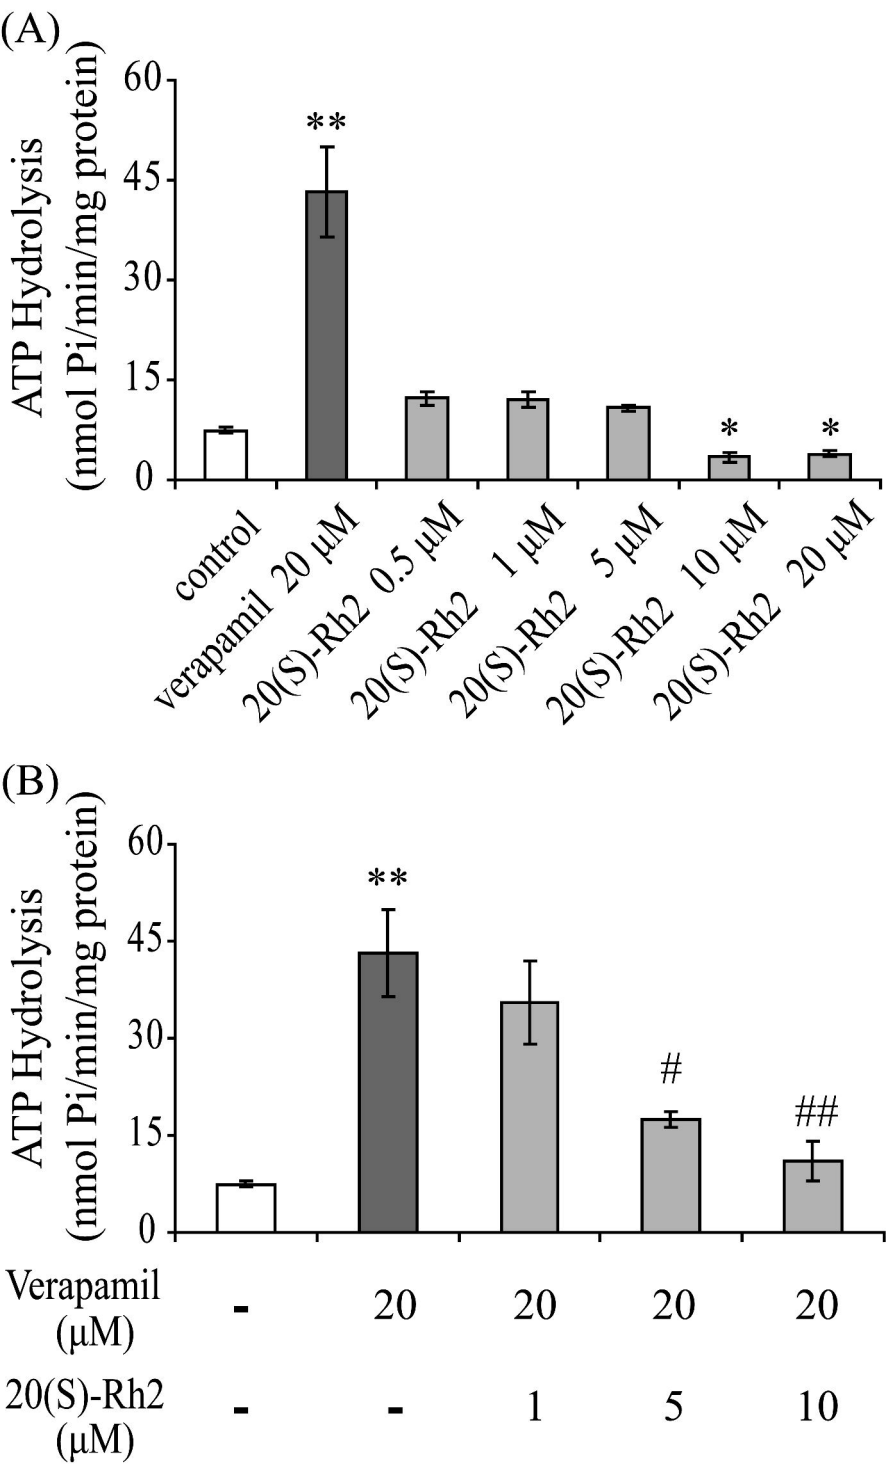 (A)
ATP Hydrolysis
(nmol Pi/min/mg protein)
60
45
30
15
0
**
*
*
control
verapamil 20 μM
20(S)-Rh2 0.5 μM
20(S)-Rh2 1 μM
20(S)-Rh2 5 μM
20(S)-Rh2 10 μM
20(S)-Rh2 20 μM
(B)
ATP Hydrolysis
(nmol Pi/min/mg protein)
60
45
30
15
0
**
#
##
Verapamil
(μM)
- 20 20 20 20
20(S)-Rh2
(μM)
- - 1 5 10